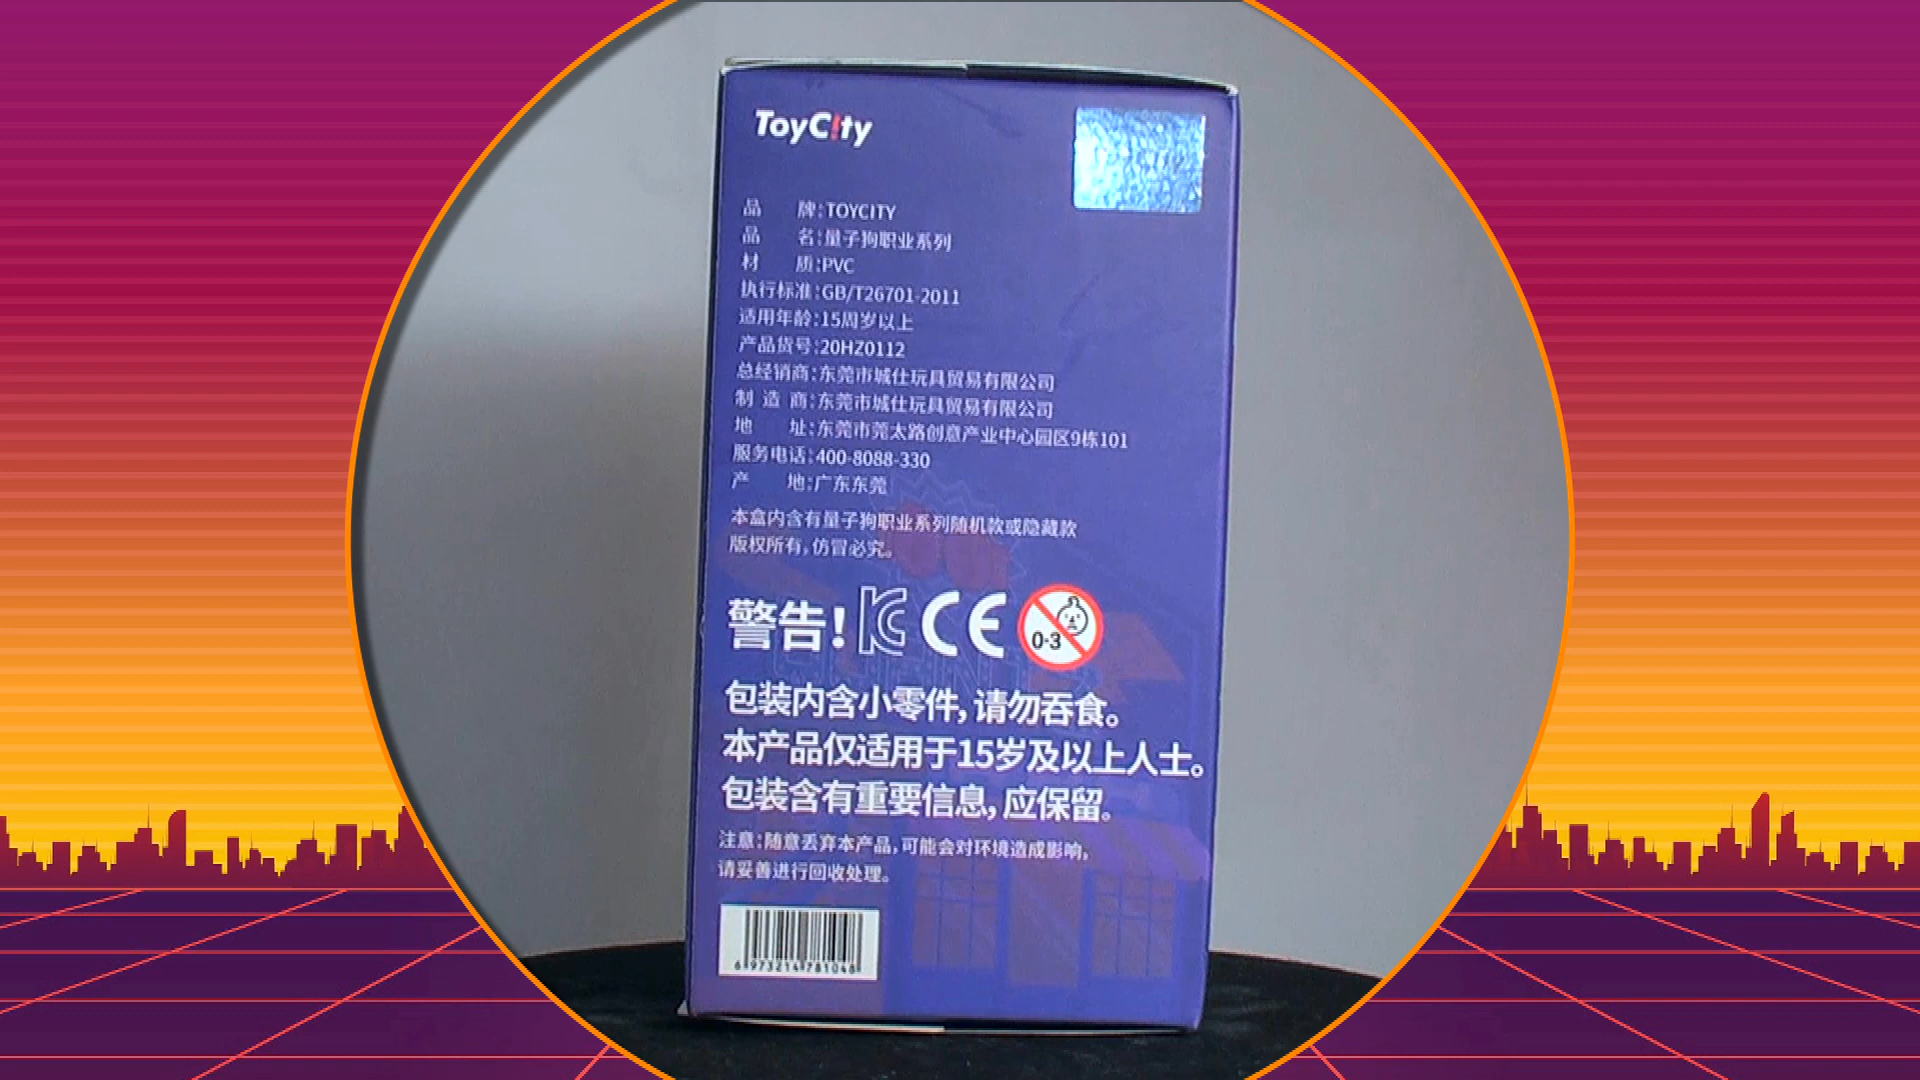 ToyC!ty
品 牌:TOYCITY
品 名:量子狗职业系列
材 质:PVC
执行标准:GB/T26701-2011
适用年龄:15周岁以上
产品货号:20HZ0112
总经销商:东莞市城仕玩具贸易有限公司
制 造 商:东莞市城仕玩具贸易有限公司
地 址:东莞市莞太路创意产业中心园区9栋101
服务电话:400-8088-330
产 地:广东东莞
本盒内含有量子狗职业系列随机款或隐藏款
版权所有,仿冒必究。
警告! KC CE 0-3
包装内含小零件,请勿吞食。
本产品仅适用于15岁及以上人士。
包装含有重要信息,应保留。
注意:随意丢弃本产品,可能会对环境造成影响,
请妥善进行回收处理。
6 973214 781048